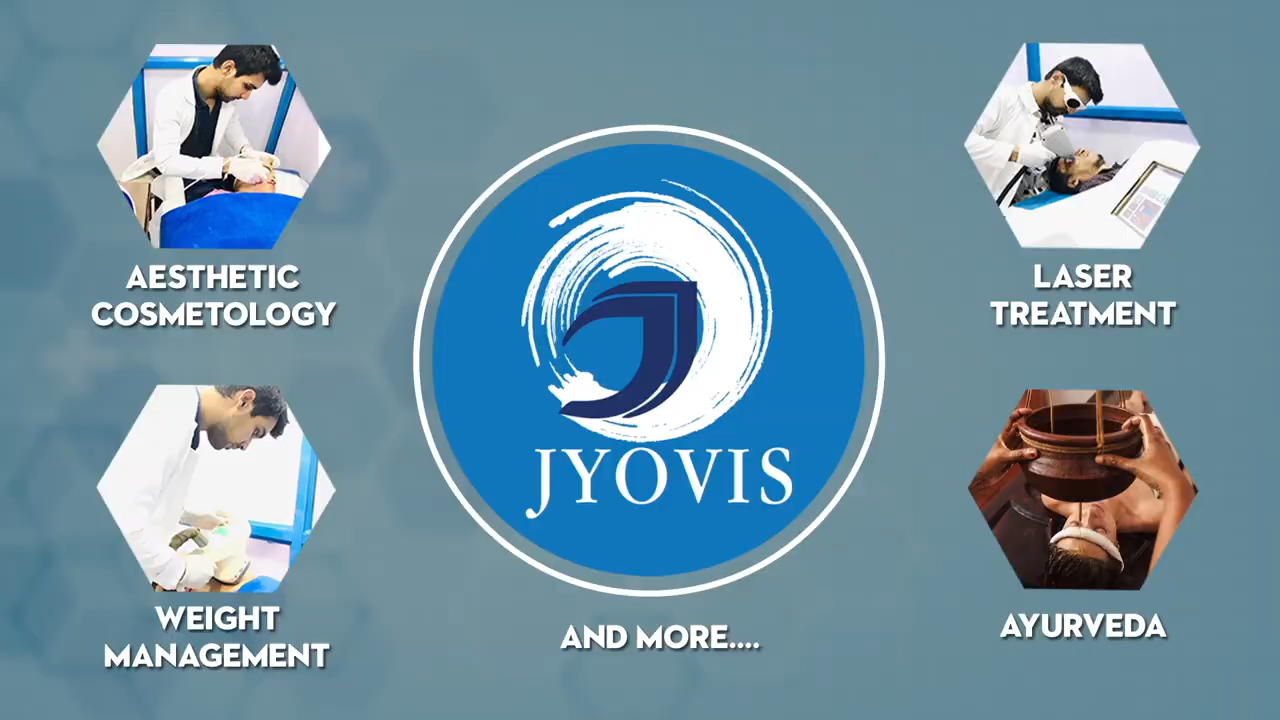 AESTHETIC
COSMETOLOGY
LASER
TREATMENT
JYOVIS
WEIGHT
MANAGEMENT
AND MORE....
AYURVEDA